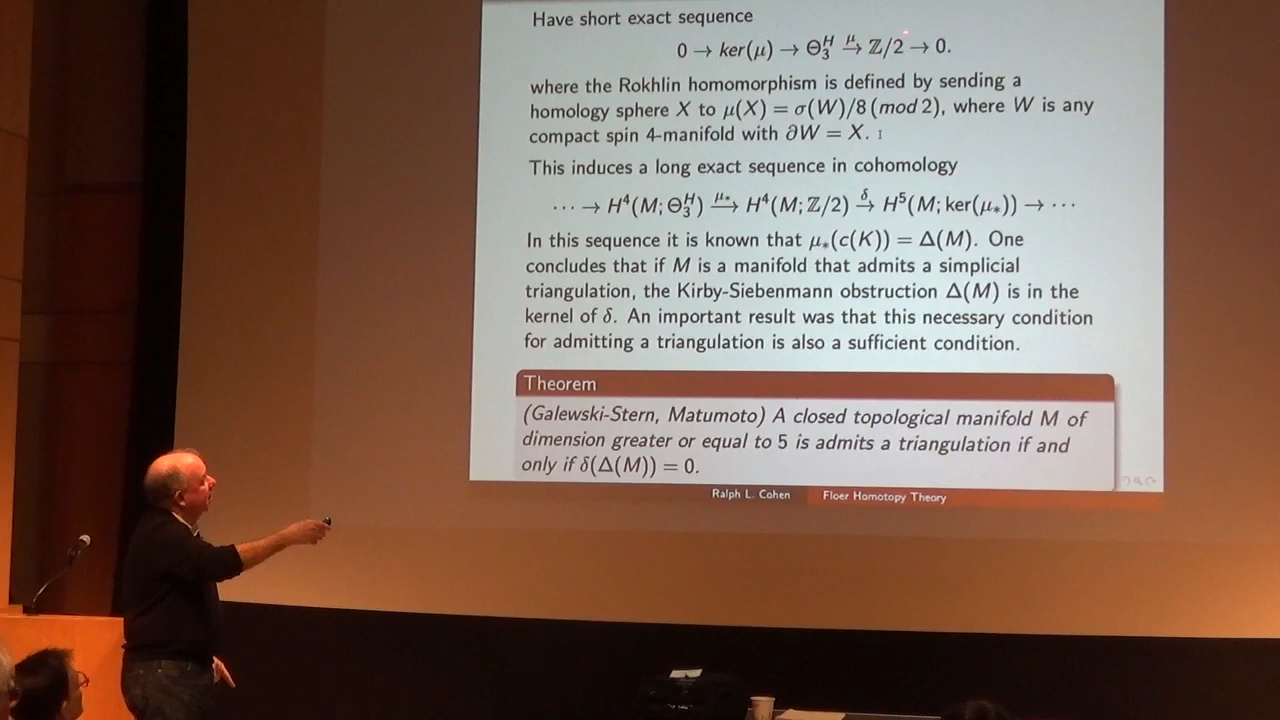 Have short exact sequence
0 → ker(μ) → Θ₃ᴴ →^μ ℤ/2 → 0.
where the Rokhlin homomorphism is defined by sending a
homology sphere X to μ(X) = σ(W)/8 (mod 2), where W is any
compact spin 4-manifold with ∂W = X.
This induces a long exact sequence in cohomology
⋯ → H⁴(M; Θ₃ᴴ) →^μ* H⁴(M; ℤ/2) →^δ H⁵(M; ker(μ*)) → ⋯
In this sequence it is known that μ*(c(K)) = Δ(M). One
concludes that if M is a manifold that admits a simplicial
triangulation, the Kirby-Siebenmann obstruction Δ(M) is in the
kernel of δ. An important result was that this necessary condition
for admitting a triangulation is also a sufficient condition.
Theorem
(Galewski-Stern, Matumoto) A closed topological manifold M of
dimension greater or equal to 5 is admits a triangulation if and
only if δ(Δ(M)) = 0.
Ralph L. Cohen Floer Homotopy Theory